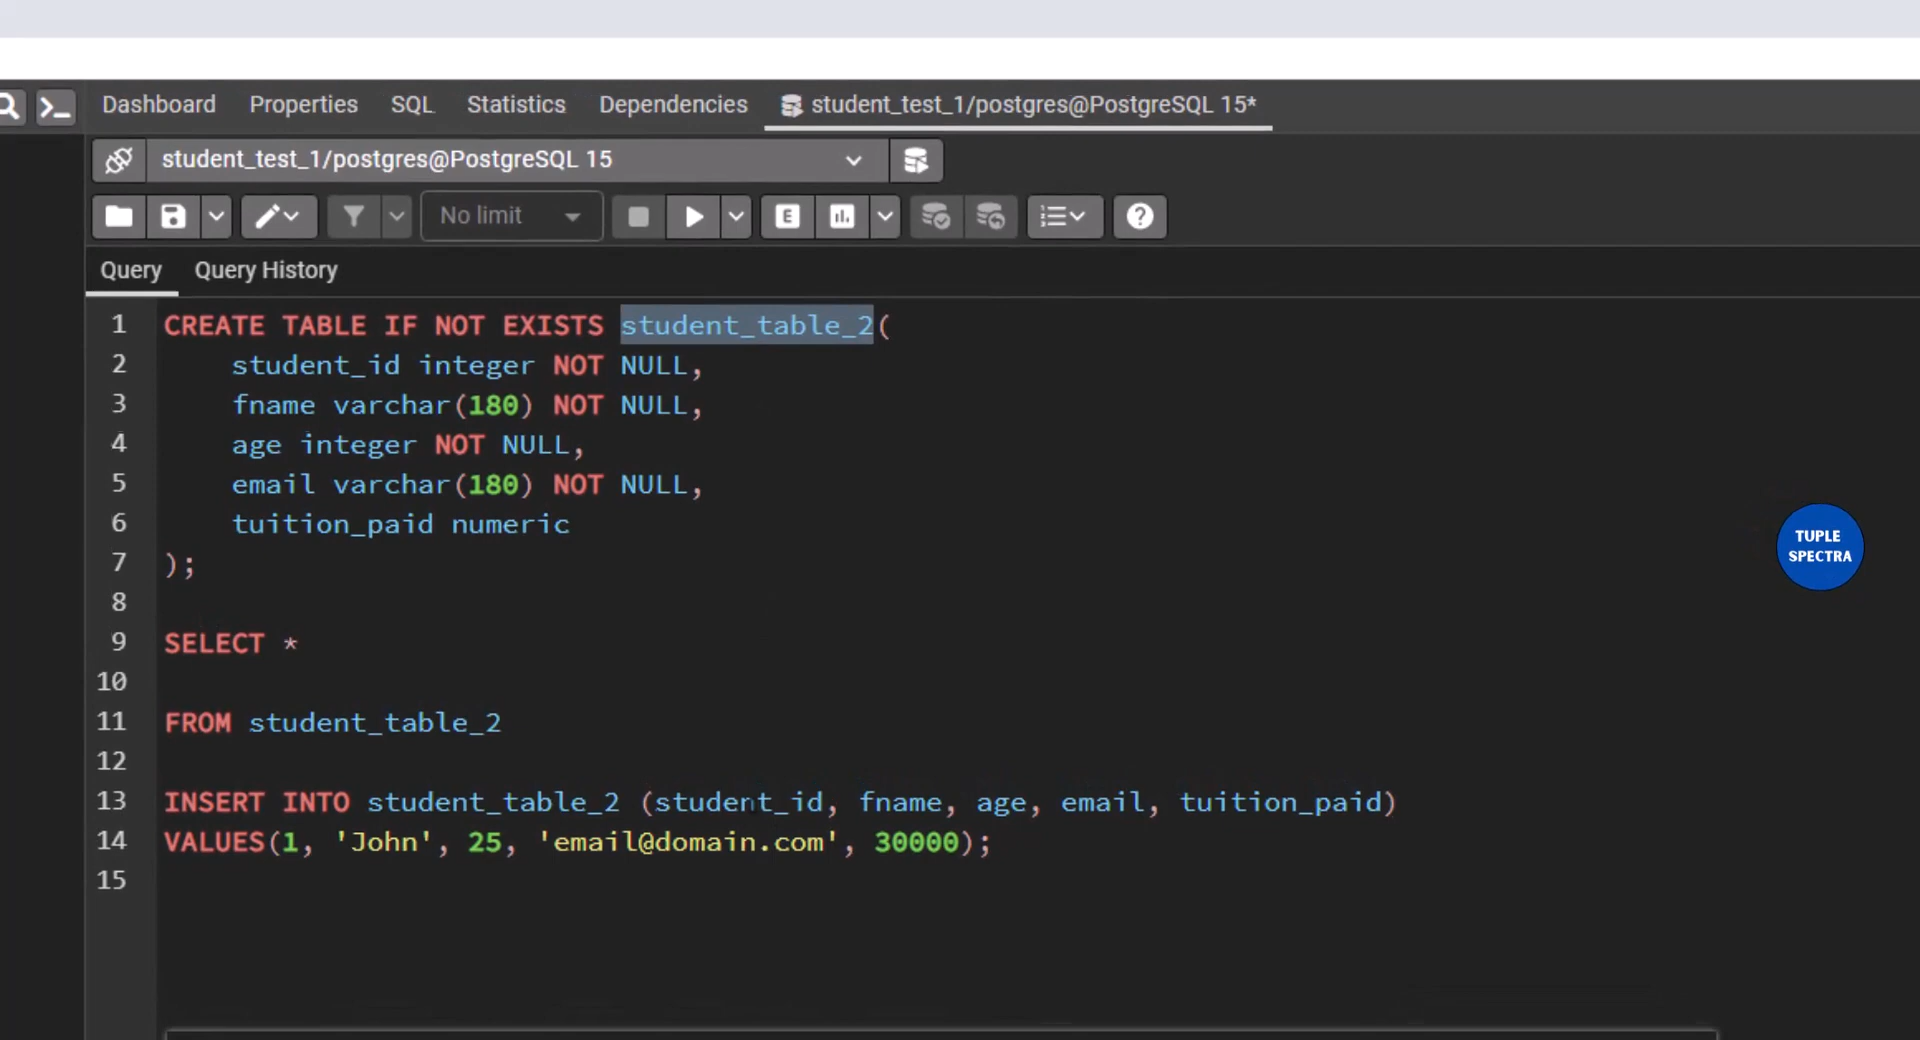 Dashboard Properties SQL Statistics Dependencies student_test_1/postgres@PostgreSQL 15*
student_test_1/postgres@PostgreSQL 15
No limit E
Query Query History
1 CREATE TABLE IF NOT EXISTS student_table_2(
2 student_id integer NOT NULL,
3 fname varchar(180) NOT NULL,
4 age integer NOT NULL,
5 email varchar(180) NOT NULL,
6 tuition_paid numeric
7 );
8
9 SELECT *
10
11 FROM student_table_2
12
13 INSERT INTO student_table_2 (student_id, fname, age, email, tuition_paid)
14 VALUES(1, 'John', 25, 'email@domain.com', 30000);
15
TUPLE
SPECTRA